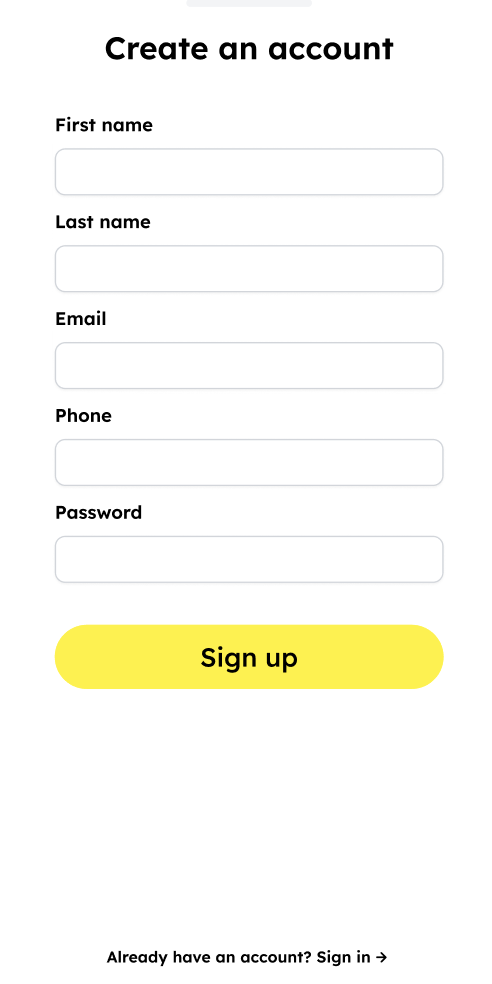 Create an account
First name
Last name
Email
Phone
Password
Sign up
Already have an account? Sign in →